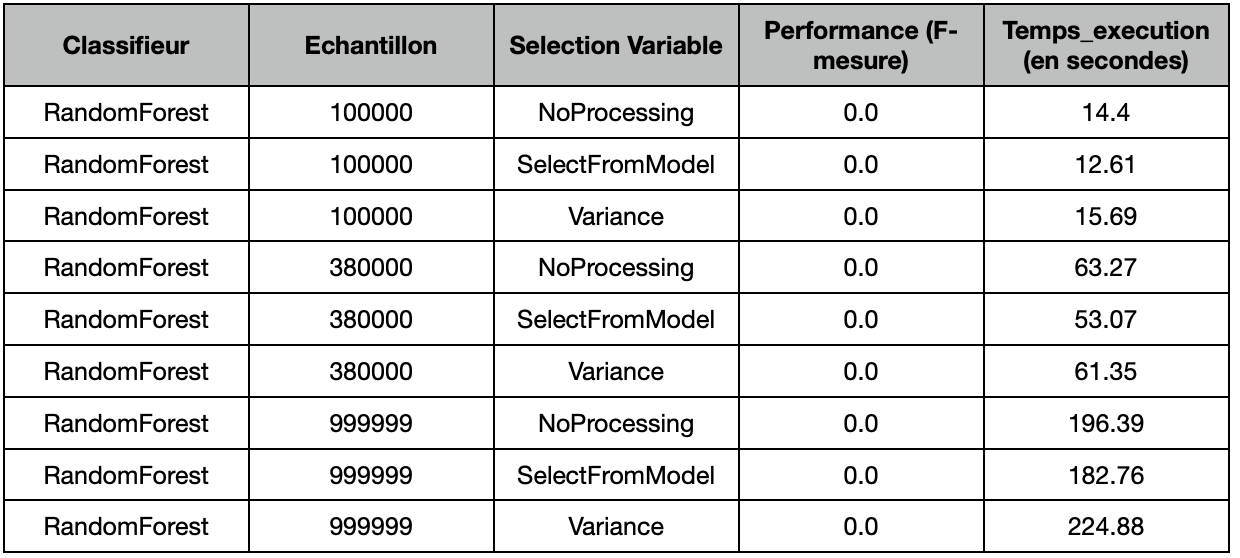 Classifieur Echantillon Selection Variable Performance (F-mesure) Temps_execution (en secondes)
RandomForest 100000 NoProcessing 0.0 14.4
RandomForest 100000 SelectFromModel 0.0 12.61
RandomForest 100000 Variance 0.0 15.69
RandomForest 380000 NoProcessing 0.0 63.27
RandomForest 380000 SelectFromModel 0.0 53.07
RandomForest 380000 Variance 0.0 61.35
RandomForest 999999 NoProcessing 0.0 196.39
RandomForest 999999 SelectFromModel 0.0 182.76
RandomForest 999999 Variance 0.0 224.88